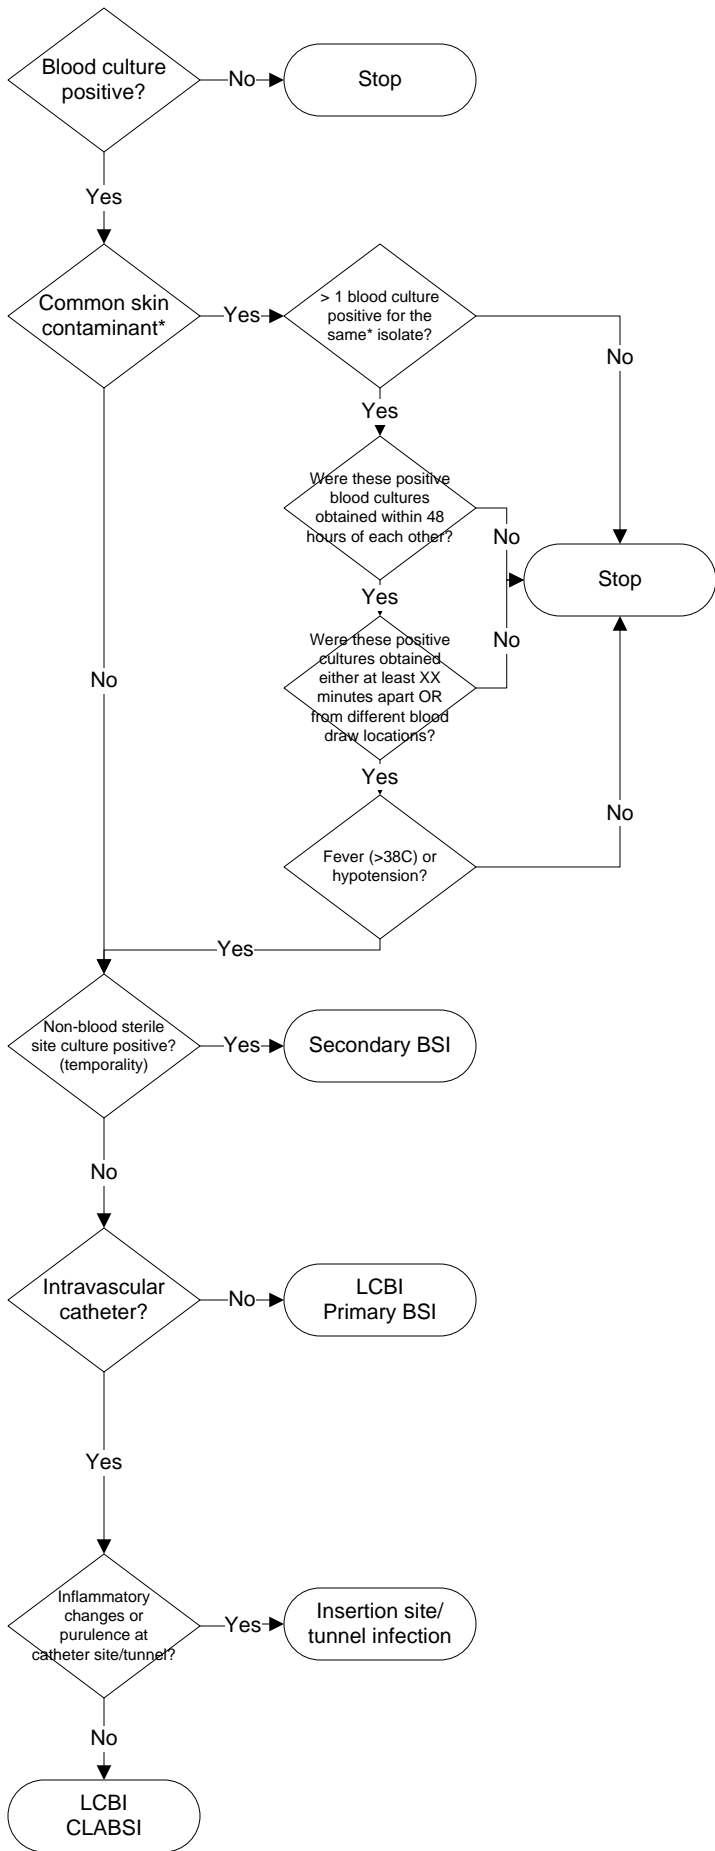 Blood culture
positive?
No
Stop
Yes
Common skin
contaminant*
Yes
> 1 blood culture
positive for the
same* isolate?
No
Yes
Were these positive
blood cultures
obtained within 48
hours of each other?
No
Stop
Yes
No
Were these positive
cultures obtained
either at least XX
minutes apart OR
from different blood
draw locations?
No
Yes
Fever (>38C) or
hypotension?
No
Yes
Non-blood sterile
site culture positive?
(temporality)
Yes
Secondary BSI
No
Intravascular
catheter?
No
LCBI
Primary BSI
Yes
Inflammatory
changes or
purulence at
catheter site/tunnel?
Yes
Insertion site/
tunnel infection
No
LCBI
CLABSI